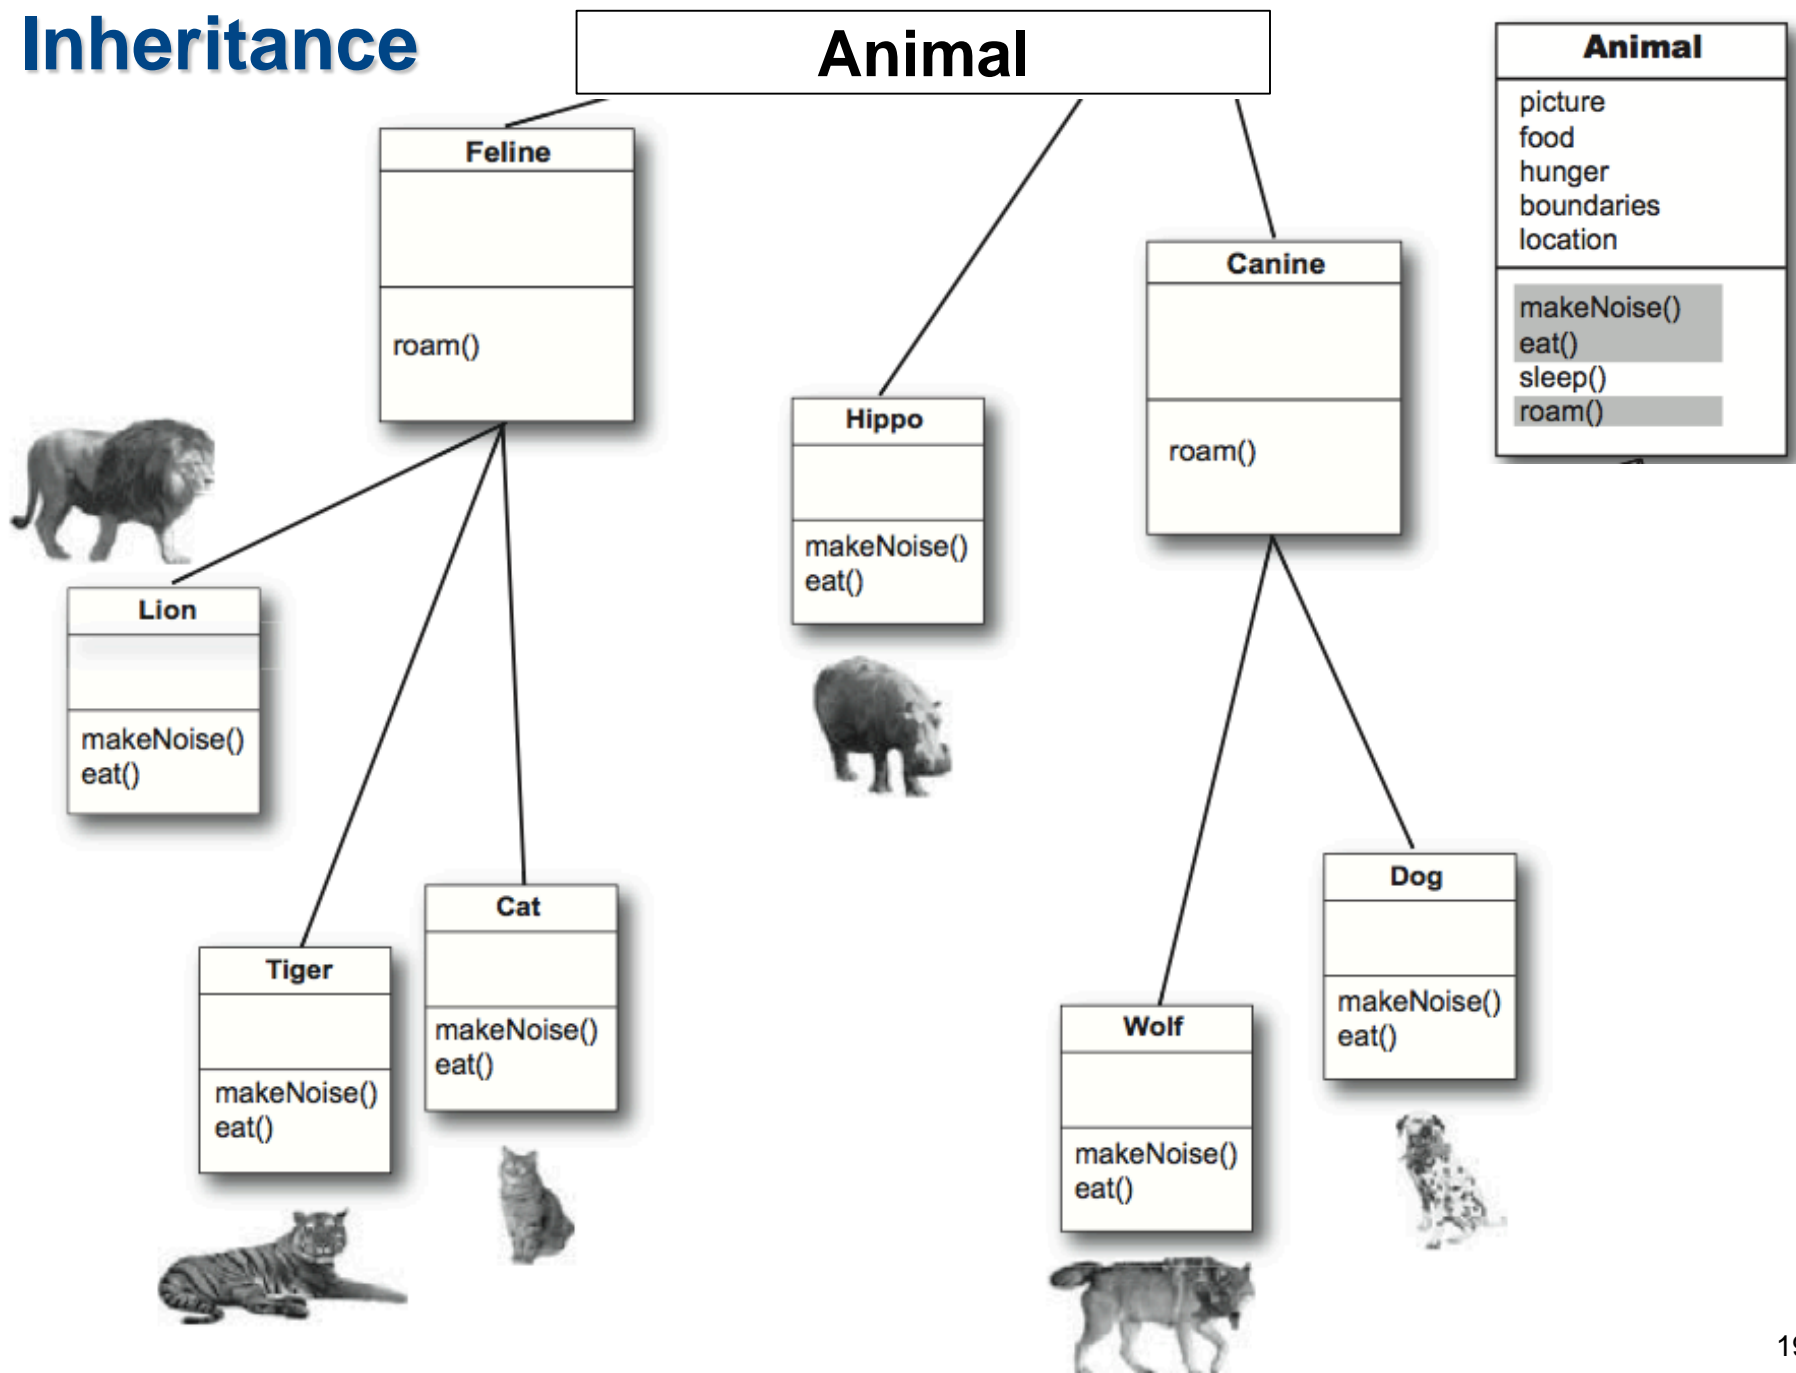 Inheritance
Animal
Animal
picture
food
hunger
boundaries
location
makeNoise()
eat()
sleep()
roam()
Feline
roam()
Canine
roam()
Hippo
makeNoise()
eat()
Lion
makeNoise()
eat()
Tiger
makeNoise()
eat()
Cat
makeNoise()
eat()
Wolf
makeNoise()
eat()
Dog
makeNoise()
eat()
19